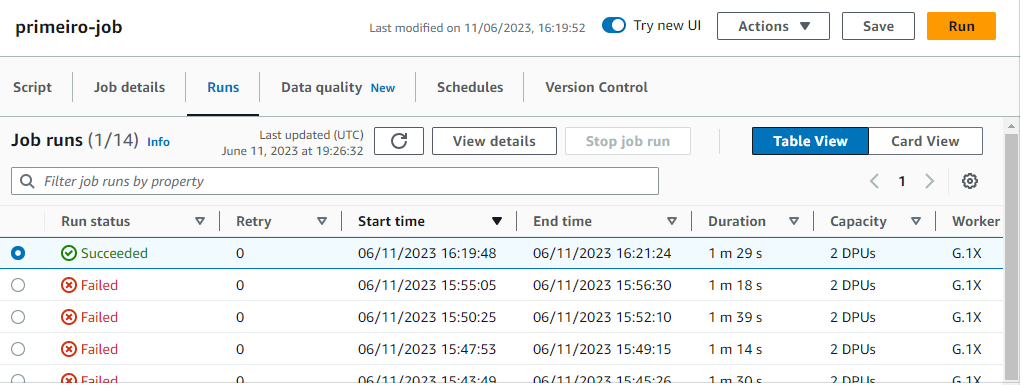 primeiro-job
Last modified on 11/06/2023, 16:19:52
Try new UI
Actions
Save
Run
Script
Job details
Runs
Data quality New
Schedules
Version Control
Job runs (1/14) Info
Last updated (UTC)
June 11, 2023 at 19:26:32
View details
Stop job run
Table View
Card View
Filter job runs by property
1
Run status Retry Start time End time Duration Capacity Worker
Succeeded 0 06/11/2023 16:19:48 06/11/2023 16:21:24 1 m 29 s 2 DPUs G.1X
Failed 0 06/11/2023 15:55:05 06/11/2023 15:56:30 1 m 18 s 2 DPUs G.1X
Failed 0 06/11/2023 15:50:25 06/11/2023 15:52:10 1 m 39 s 2 DPUs G.1X
Failed 0 06/11/2023 15:47:53 06/11/2023 15:49:15 1 m 14 s 2 DPUs G.1X
Failed 0 06/11/2023 15:43:49 06/11/2023 15:45:26 1 m 30 s 2 DPUs G.1X